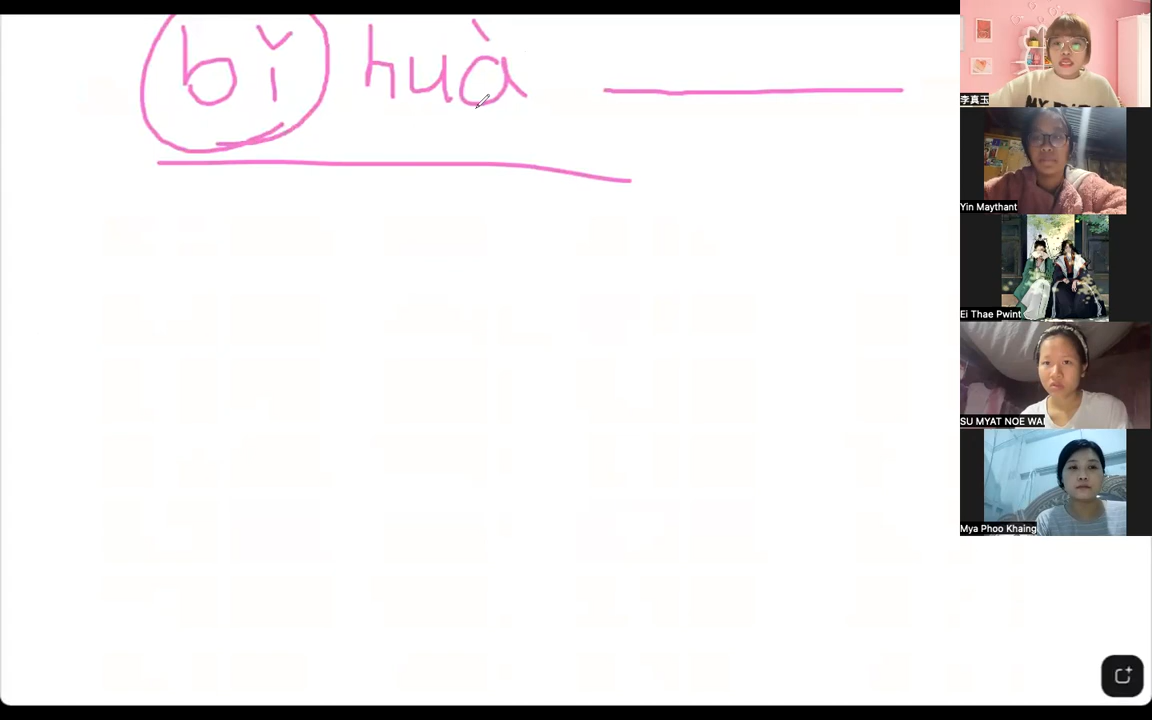 bǐ huà
李真玉
Yin Maythant
Ei Thae Pwint
SU MYAT NOE WAI
Mya Phoo Khaing